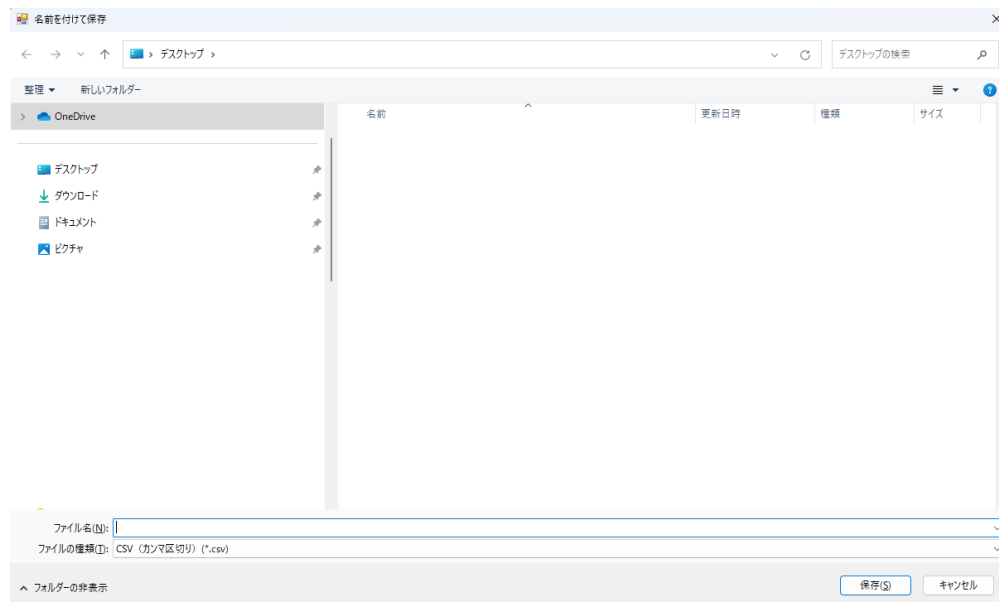 名前を付けて保存
デスクトップ
デスクトップの検索
整理 新しいフォルダー
OneDrive
名前 更新日時 種類 サイズ
デスクトップ
ダウンロード
ドキュメント
ピクチャ
ファイル名(N):
ファイルの種類(T): CSV（カンマ区切り）(*.csv)
フォルダーの非表示
保存(S) キャンセル